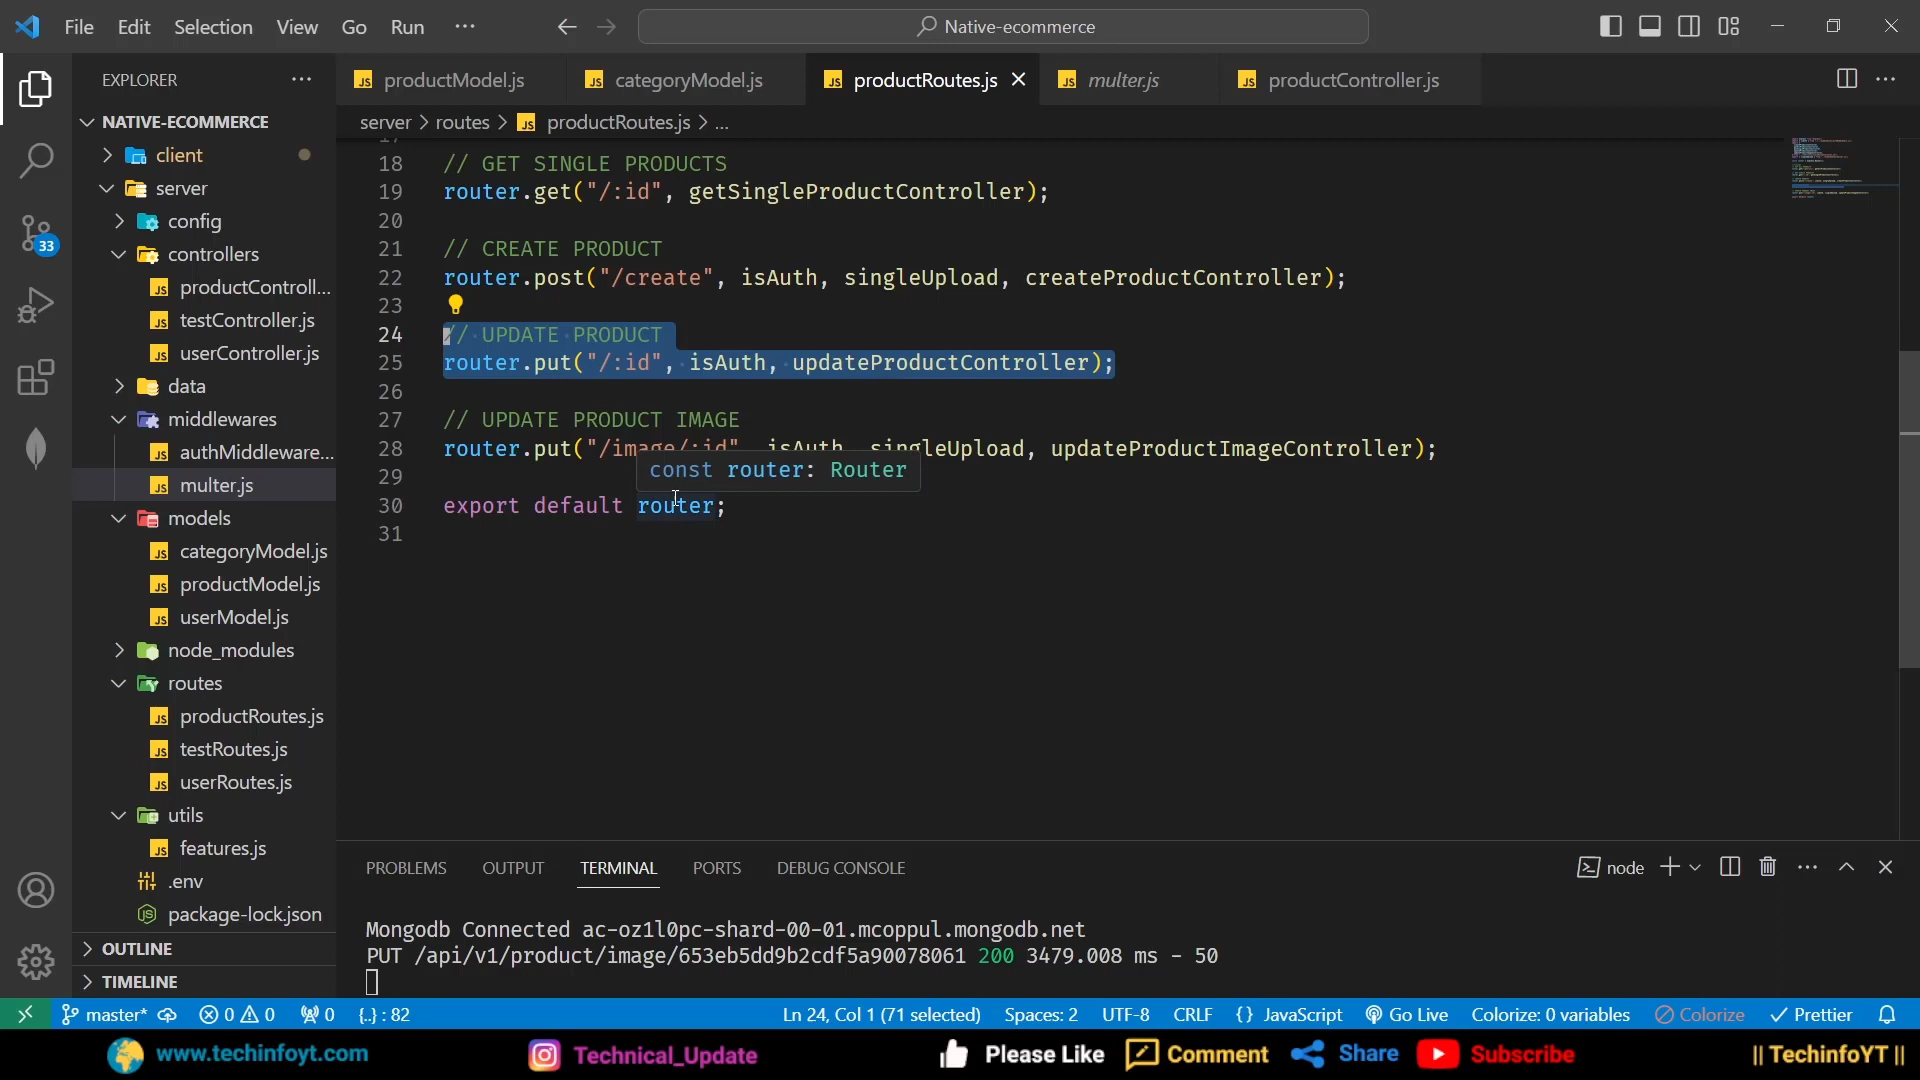 File Edit Selection View Go Run ···
Native-ecommerce
EXPLORER ···
NATIVE-ECOMMERCE
client
server
config
controllers
productControll...
testController.js
userController.js
data
middlewares
authMiddleware...
multer.js
models
categoryModel.js
productModel.js
userModel.js
node_modules
routes
productRoutes.js
testRoutes.js
userRoutes.js
utils
features.js
.env
package-lock.json
OUTLINE
TIMELINE
33
productModel.js categoryModel.js productRoutes.js multer.js productController.js
server > routes > productRoutes.js > ...
18 // GET SINGLE PRODUCTS
19 router.get("/:id", getSingleProductController);
20
21 // CREATE PRODUCT
22 router.post("/create", isAuth, singleUpload, createProductController);
23
24 // UPDATE PRODUCT
25 router.put("/:id", isAuth, updateProductController);
26
27 // UPDATE PRODUCT IMAGE
28 router.put("/image/:id", isAuth, singleUpload, updateProductImageController);
const router: Router
29
30 export default router;
31
PROBLEMS OUTPUT TERMINAL PORTS DEBUG CONSOLE
node
Mongodb Connected ac-oz1l0pc-shard-00-01.mcoppul.mongodb.net
PUT /api/v1/product/image/653eb5dd9b2cdf5a90078061 200 3479.008 ms - 50
master* 0 0 0 {..} : 82 Ln 24, Col 1 (71 selected) Spaces: 2 UTF-8 CRLF {} JavaScript Go Live Colorize: 0 variables Colorize Prettier
www.techinfoyt.com Technical_Update Please Like Comment Share Subscribe || TechinfoYT ||